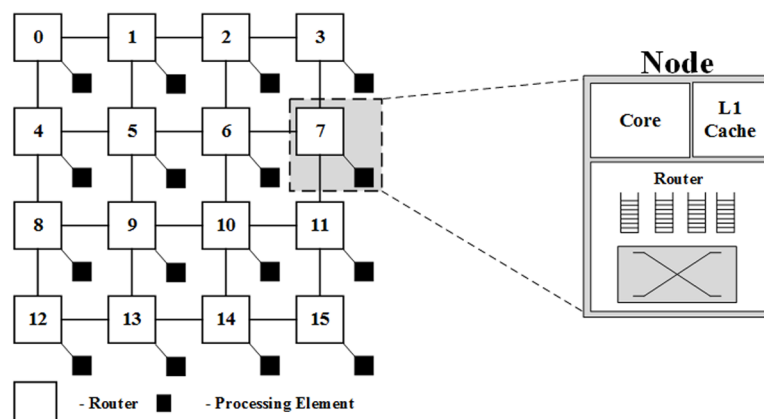 0 1 2 3
4 5 6 7
8 9 10 11
12 13 14 15
- Router - Processing Element
Node
Core
L1
Cache
Router